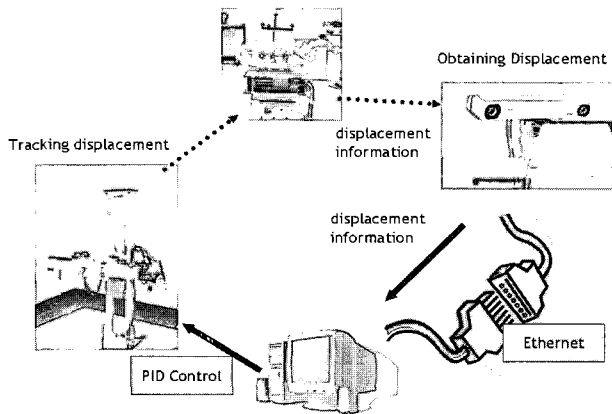 Obtaining Displacement
displacement
information
Tracking displacement
displacement
information
Ethernet
PID Control